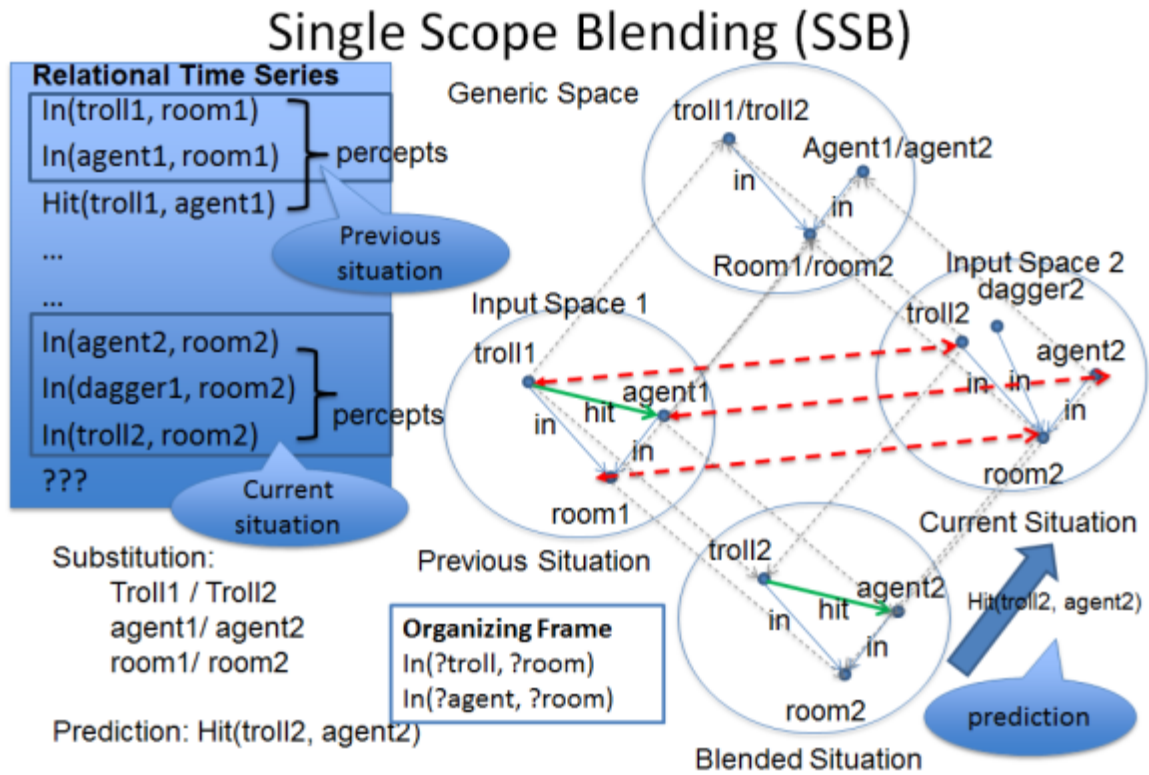 Single Scope Blending (SSB)
Relational Time Series
In(troll1, room1)
In(agent1, room1)
percepts
Hit(troll1, agent1)
...
...
Previous
situation
In(agent2, room2)
In(dagger1, room2)
In(troll2, room2)
percepts
???
Current
situation
Substitution:
Troll1 / Troll2
agent1/ agent2
room1/ room2
Prediction: Hit(troll2, agent2)
Generic Space
troll1/troll2
Agent1/agent2
in
in
Room1/room2
Input Space 1
troll1
agent1
hit
in
in
room1
Previous Situation
Input Space 2
dagger2
troll2
agent2
in
in
in
room2
Current Situation
Organizing Frame
In(?troll, ?room)
In(?agent, ?room)
troll2
agent2
hit
in
in
room2
Blended Situation
Hit(troll2, agent2)
prediction